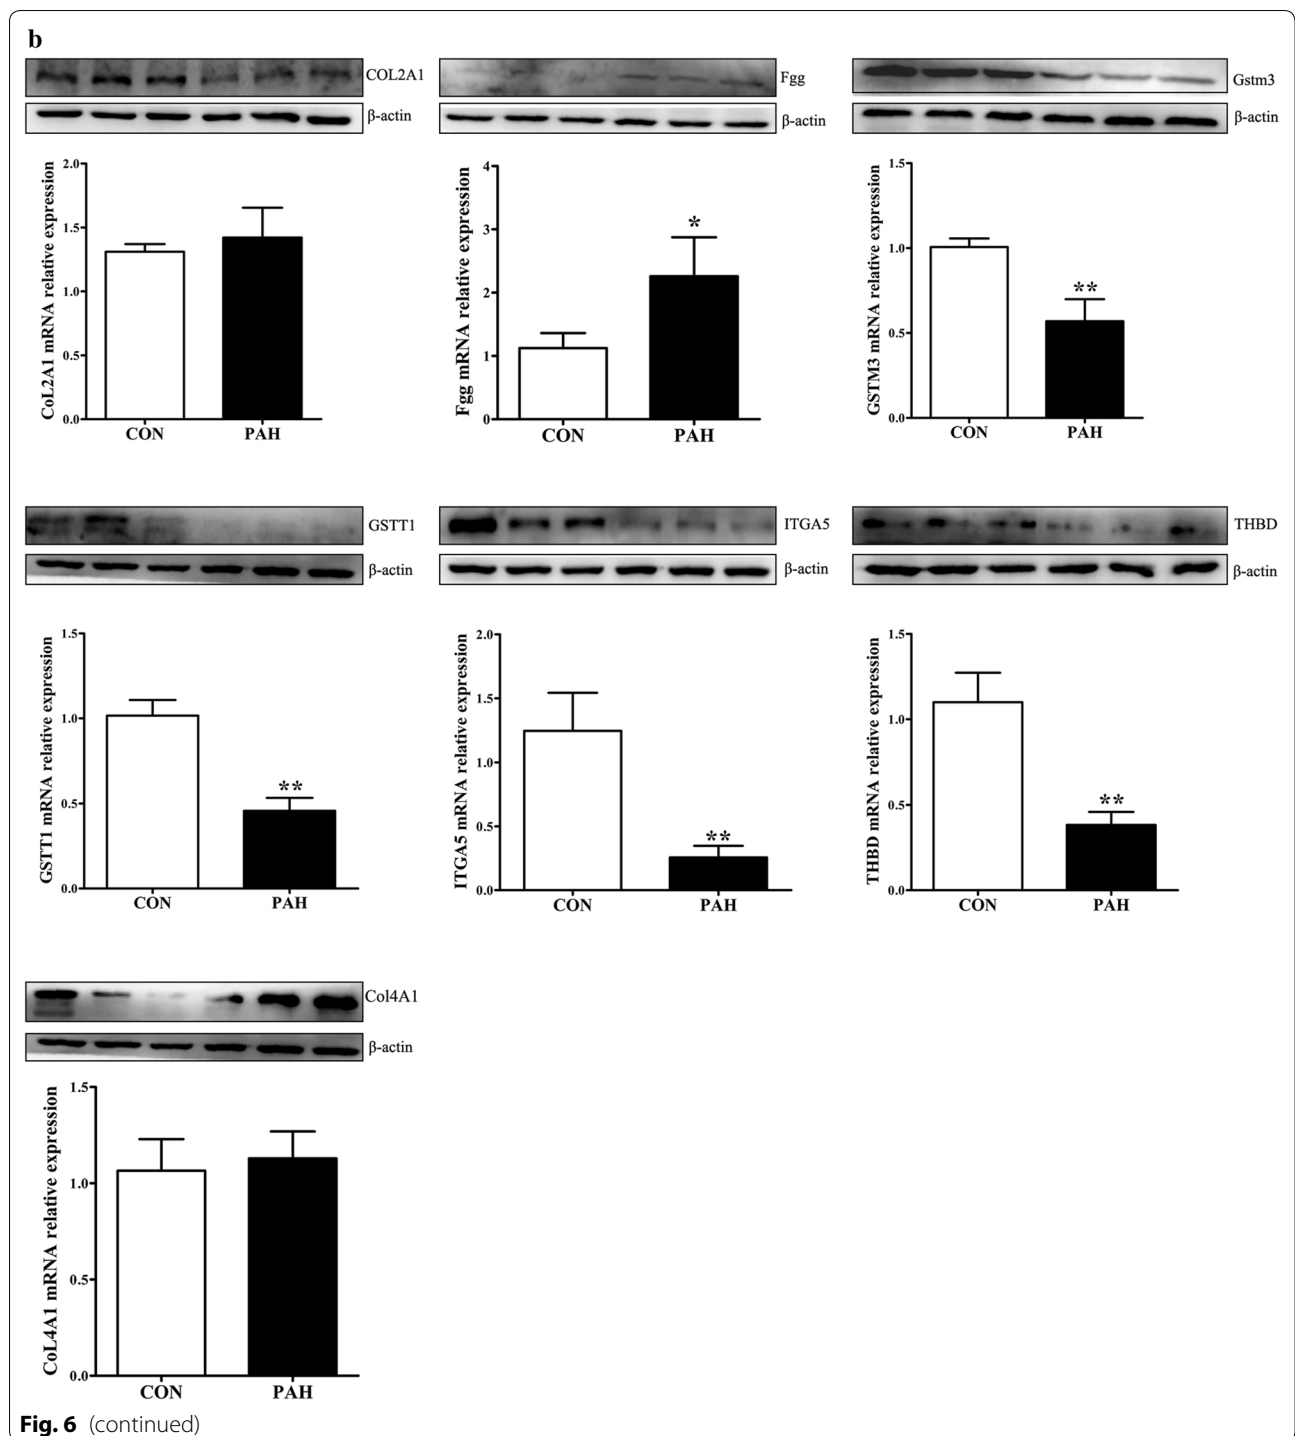 b
COL2A1
β-actin
CoL2A1 mRNA relative expression
2.0
1.5
1.0
0.5
0.0
CON PAH
Fgg
β-actin
Fgg mRNA relative expression
4
3
2
1
0
*
CON PAH
Gstm3
β-actin
GSTM3 mRNA relative expression
1.5
1.0
0.5
0.0
**
CON PAH
GSTT1
β-actin
GSTT1 mRNA relative expression
1.5
1.0
0.5
0.0
**
CON PAH
ITGA5
β-actin
ITGA5 mRNA relative expression
2.0
1.5
1.0
0.5
0.0
**
CON PAH
THBD
β-actin
THBD mRNA relative expression
1.5
1.0
0.5
0.0
**
CON PAH
Col4A1
β-actin
CoL4A1 mRNA relative expression
1.5
1.0
0.5
0.0
CON PAH
Fig. 6 (continued)